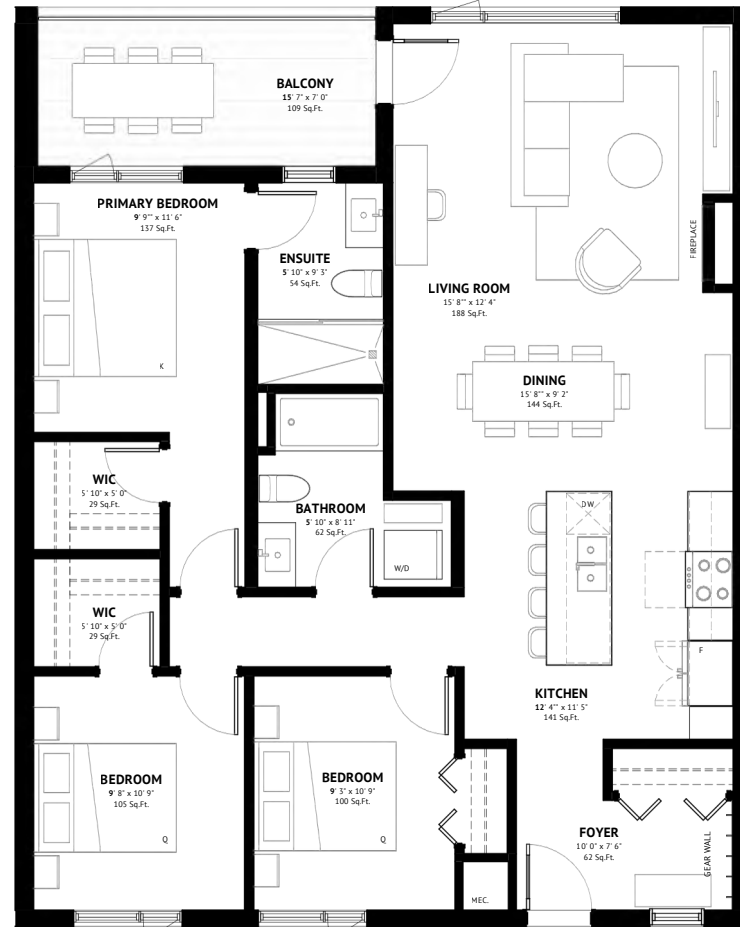 BALCONY
15' 7" x 7' 0"
109 Sq.Ft.
PRIMARY BEDROOM
9' 9"" x 11' 6"
137 Sq.Ft.
K
ENSUITE
5' 10" x 9' 3"
54 Sq.Ft.
FIREPLACE
LIVING ROOM
15' 8"" x 12' 4"
188 Sq.Ft.
DINING
15' 8"" x 9' 2"
144 Sq.Ft.
WIC
5' 10" x 5' 0"
29 Sq.Ft.
BATHROOM
5' 10" x 8' 11"
62 Sq.Ft.
W/D
DW
WIC
5' 10" x 5' 0"
29 Sq.Ft.
F
KITCHEN
12' 4"" x 11' 5"
141 Sq.Ft.
BEDROOM
9' 8" x 10' 9"
105 Sq.Ft.
Q
BEDROOM
9' 3" x 10' 9"
100 Sq.Ft.
Q
FOYER
10' 0" x 7' 6"
62 Sq.Ft.
GEAR WALL
MEC.